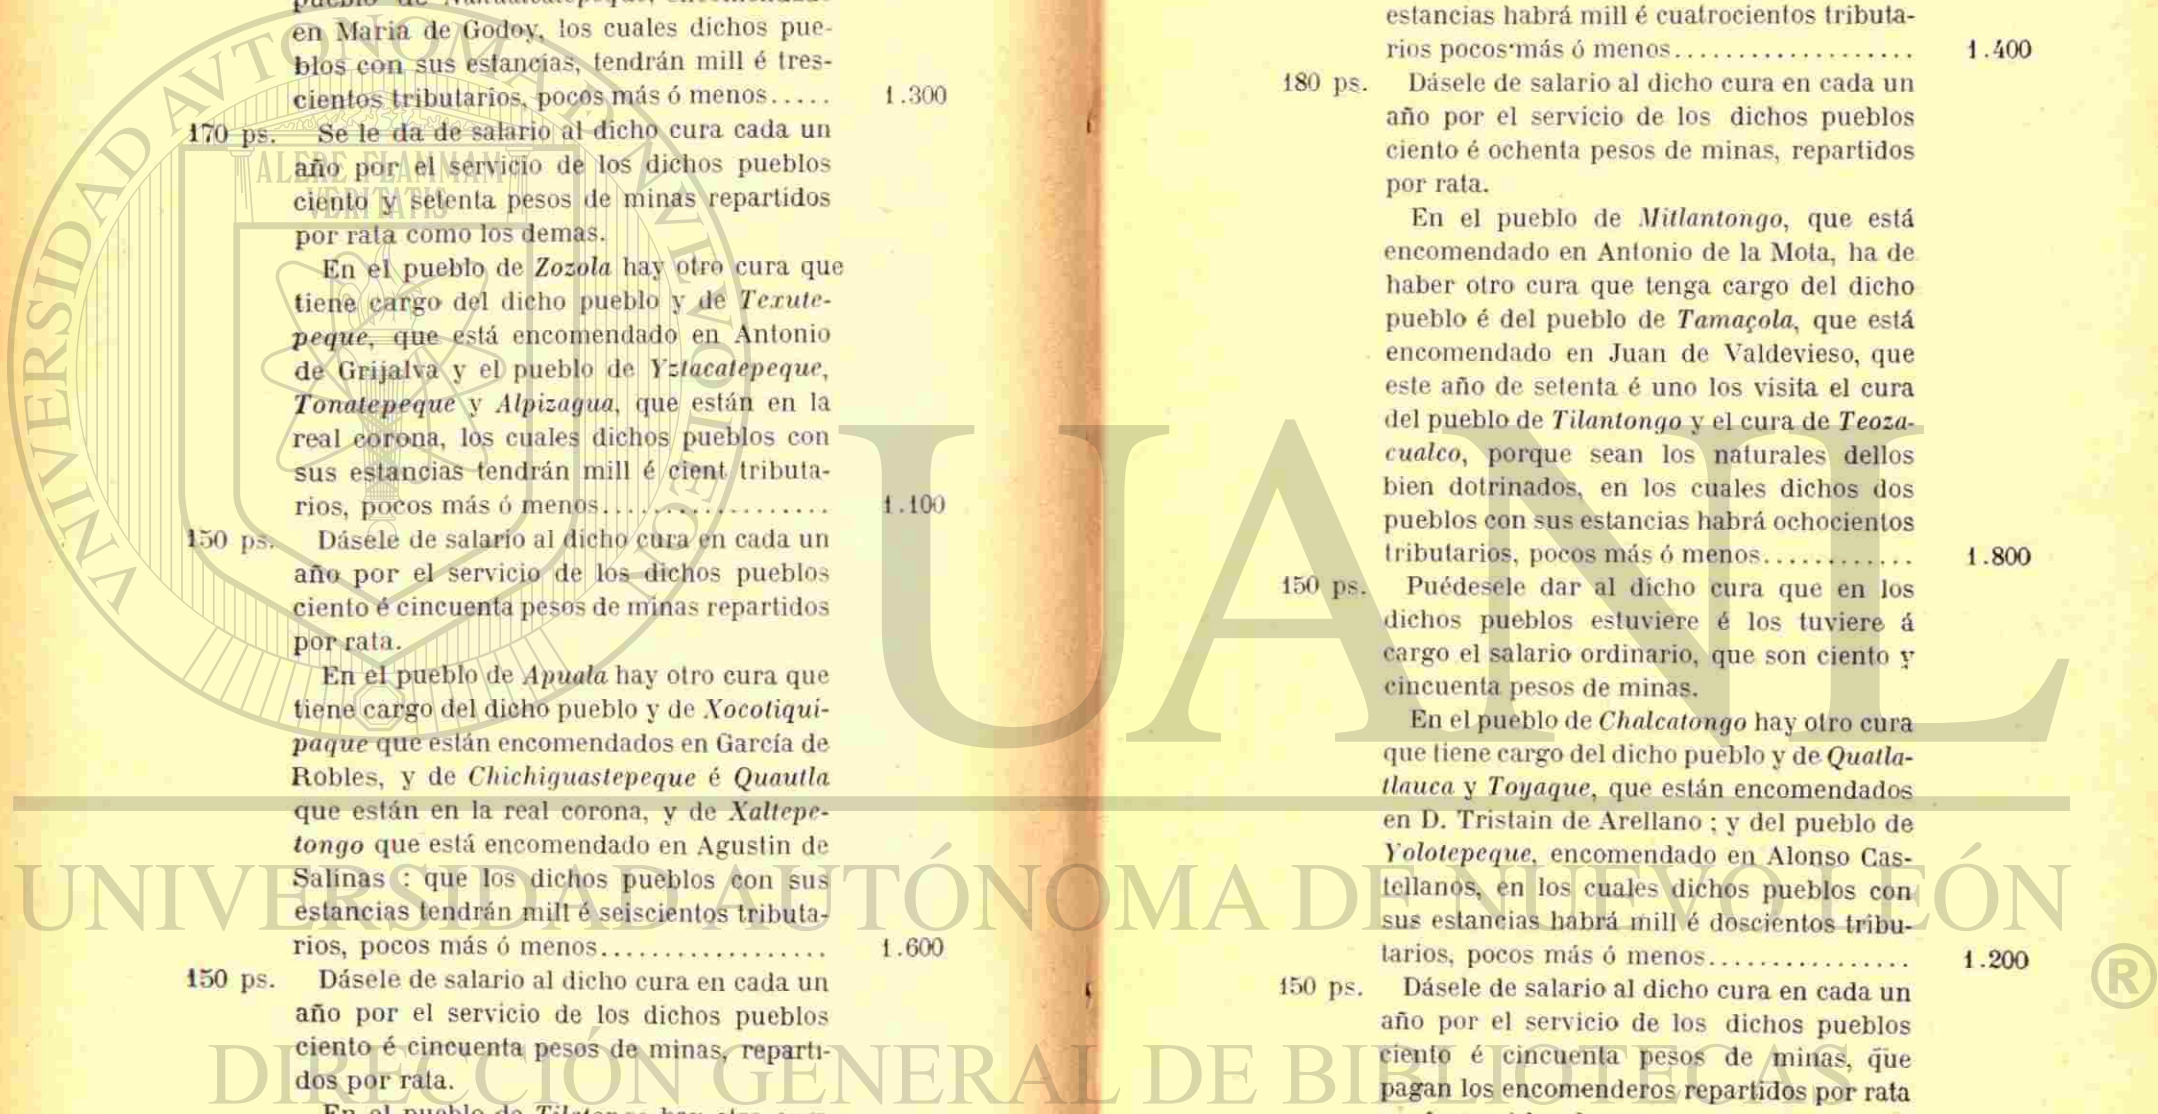 en Maria de Godoy, los cuales dichos pue-
blos con sus estancias, tendrán mill é tres-
cientos tributarios, pocos más ó menos..... 1.300
170 ps. Se le da de salario al dicho cura cada un
año por el servicio de los dichos pueblos
ciento y setenta pesos de minas repartidos
por rata como los demas.
En el pueblo de Zozola hay otro cura que
tiene cargo del dicho pueblo y de Texute-
peque, que está encomendado en Antonio
de Grijalva y el pueblo de Yztacatepeque,
Tonatepeque y Alpizagua, que están en la
real corona, los cuales dichos pueblos con
sus estancias tendrán mill é cient tributa-
rios, pocos más ó menos.................. 1.100
150 ps. Dásele de salario al dicho cura en cada un
año por el servicio de los dichos pueblos
ciento é cincuenta pesos de minas repartidos
por rata.
En el pueblo de Apuala hay otro cura que
tiene cargo del dicho pueblo y de Xocotiqui-
paque que están encomendados en García de
Robles, y de Chichiguastepeque é Quautla
que están en la real corona, y de Xaltepe-
tongo que está encomendado en Agustin de
Salinas : que los dichos pueblos con sus
estancias tendrán mill é seiscientos tributa-
rios, pocos más ó menos.................. 1.600
150 ps. Dásele de salario al dicho cura en cada un
año por el servicio de los dichos pueblos
ciento é cincuenta pesos de minas, reparti-
dos por rata.
estancias habrá mill é cuatrocientos tributa-
rios pocos más ó menos................... 1.400
180 ps. Dásele de salario al dicho cura en cada un
año por el servicio de los dichos pueblos
ciento é ochenta pesos de minas, repartidos
por rata.
En el pueblo de Mitlantongo, que está
encomendado en Antonio de la Mota, ha de
haber otro cura que tenga cargo del dicho
pueblo é del pueblo de Tamaçola, que está
encomendado en Juan de Valdevieso, que
este año de setenta é uno los visita el cura
del pueblo de Tilantongo y el cura de Teoza-
cualco, porque sean los naturales dellos
bien dotrinados, en los cuales dichos dos
pueblos con sus estancias habrá ochocientos
tributarios, pocos más ó menos............ 1.800
150 ps. Puédesele dar al dicho cura que en los
dichos pueblos estuviere é los tuviere á
cargo el salario ordinario, que son ciento y
cincuenta pesos de minas.
En el pueblo de Chalcatongo hay otro cura
que tiene cargo del dicho pueblo y de Quatla-
tlauca y Toyaque, que están encomendados
en D. Tristain de Arellano ; y del pueblo de
Yolotepeque, encomendado en Alonso Cas-
tellanos, en los cuales dichos pueblos con
sus estancias habrá mill é doscientos tribu-
tarios, pocos más ó menos................ 1.200
150 ps. Dásele de salario al dicho cura en cada un
año por el servicio de los dichos pueblos
ciento é cincuenta pesos de minas, que
pagan los encomenderos repartidos por rata
UNIVERSIDAD AUTONOMA DE NUEVO LEON
ALERE FLAMMAM
VERITATIS
UANL
UNIVERSIDAD AUTÓNOMA DE NUEVO LEÓN
®
DIRECCIÓN GENERAL DE BIBLIOTECAS